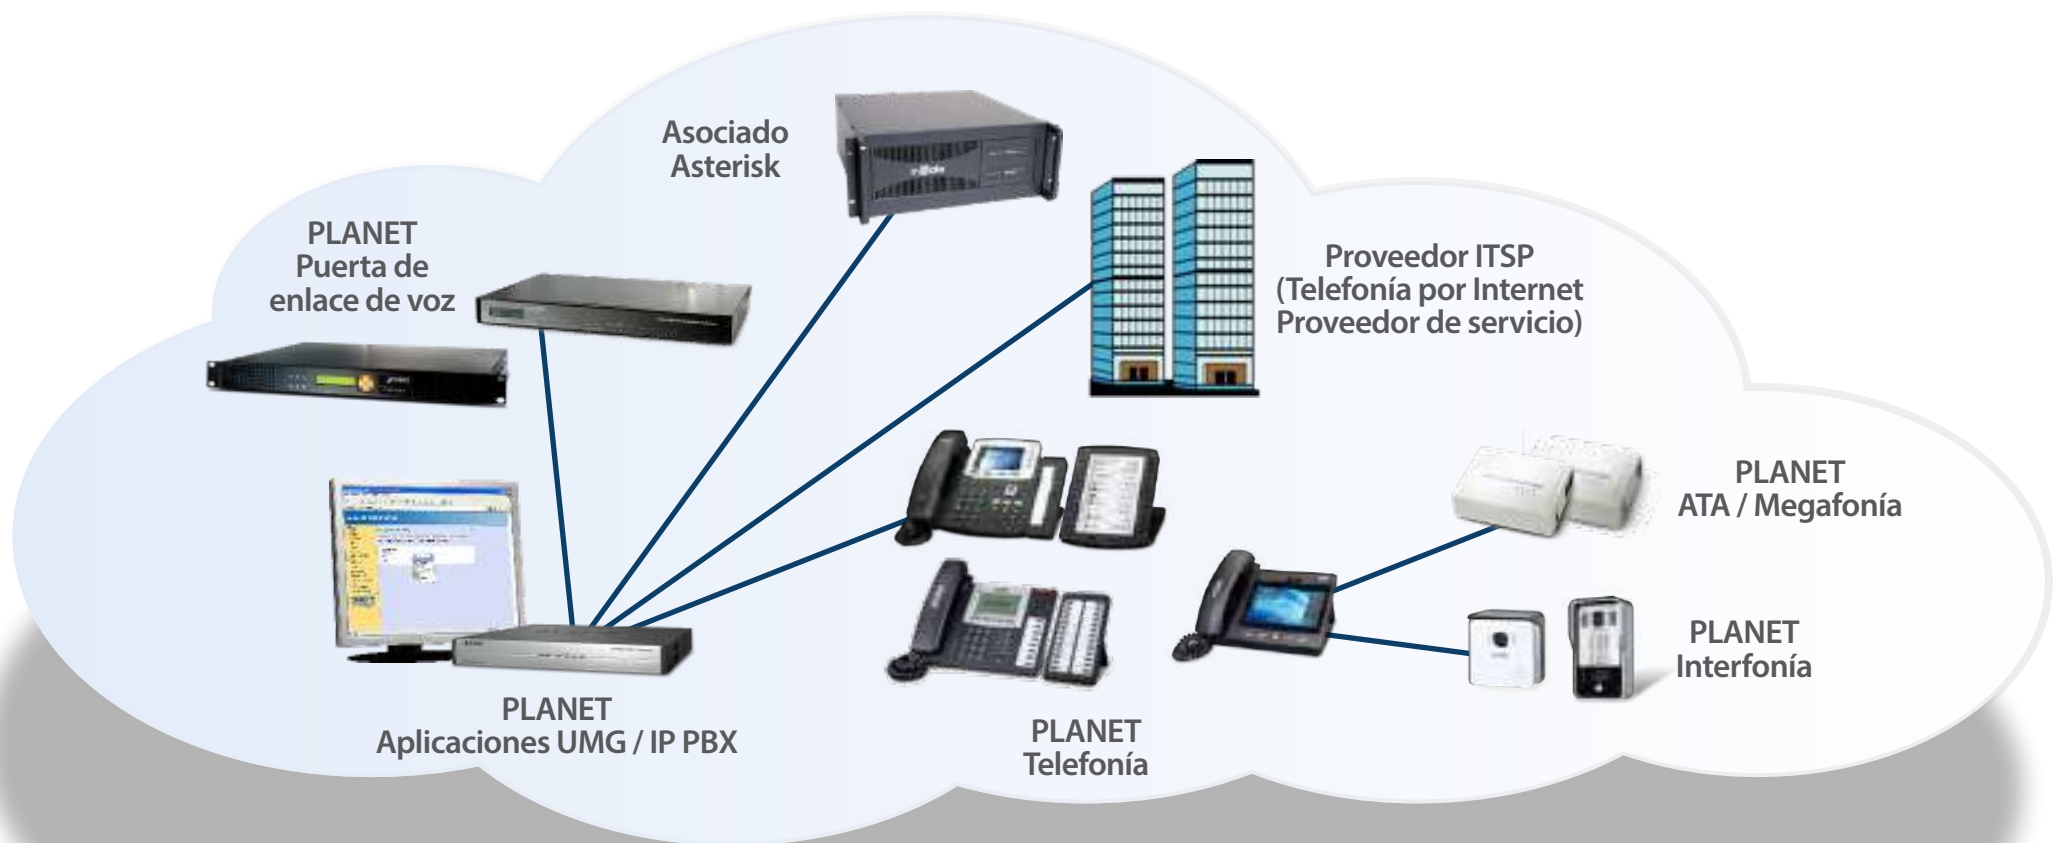 Asociado
Asterisk
PLANET
Puerta de
enlace de voz
Proveedor ITSP
(Telefonía por Internet
Proveedor de servicio)
PLANET
ATA / Megafonía
PLANET
Interfonía
PLANET
Aplicaciones UMG / IP PBX
PLANET
Telefonía